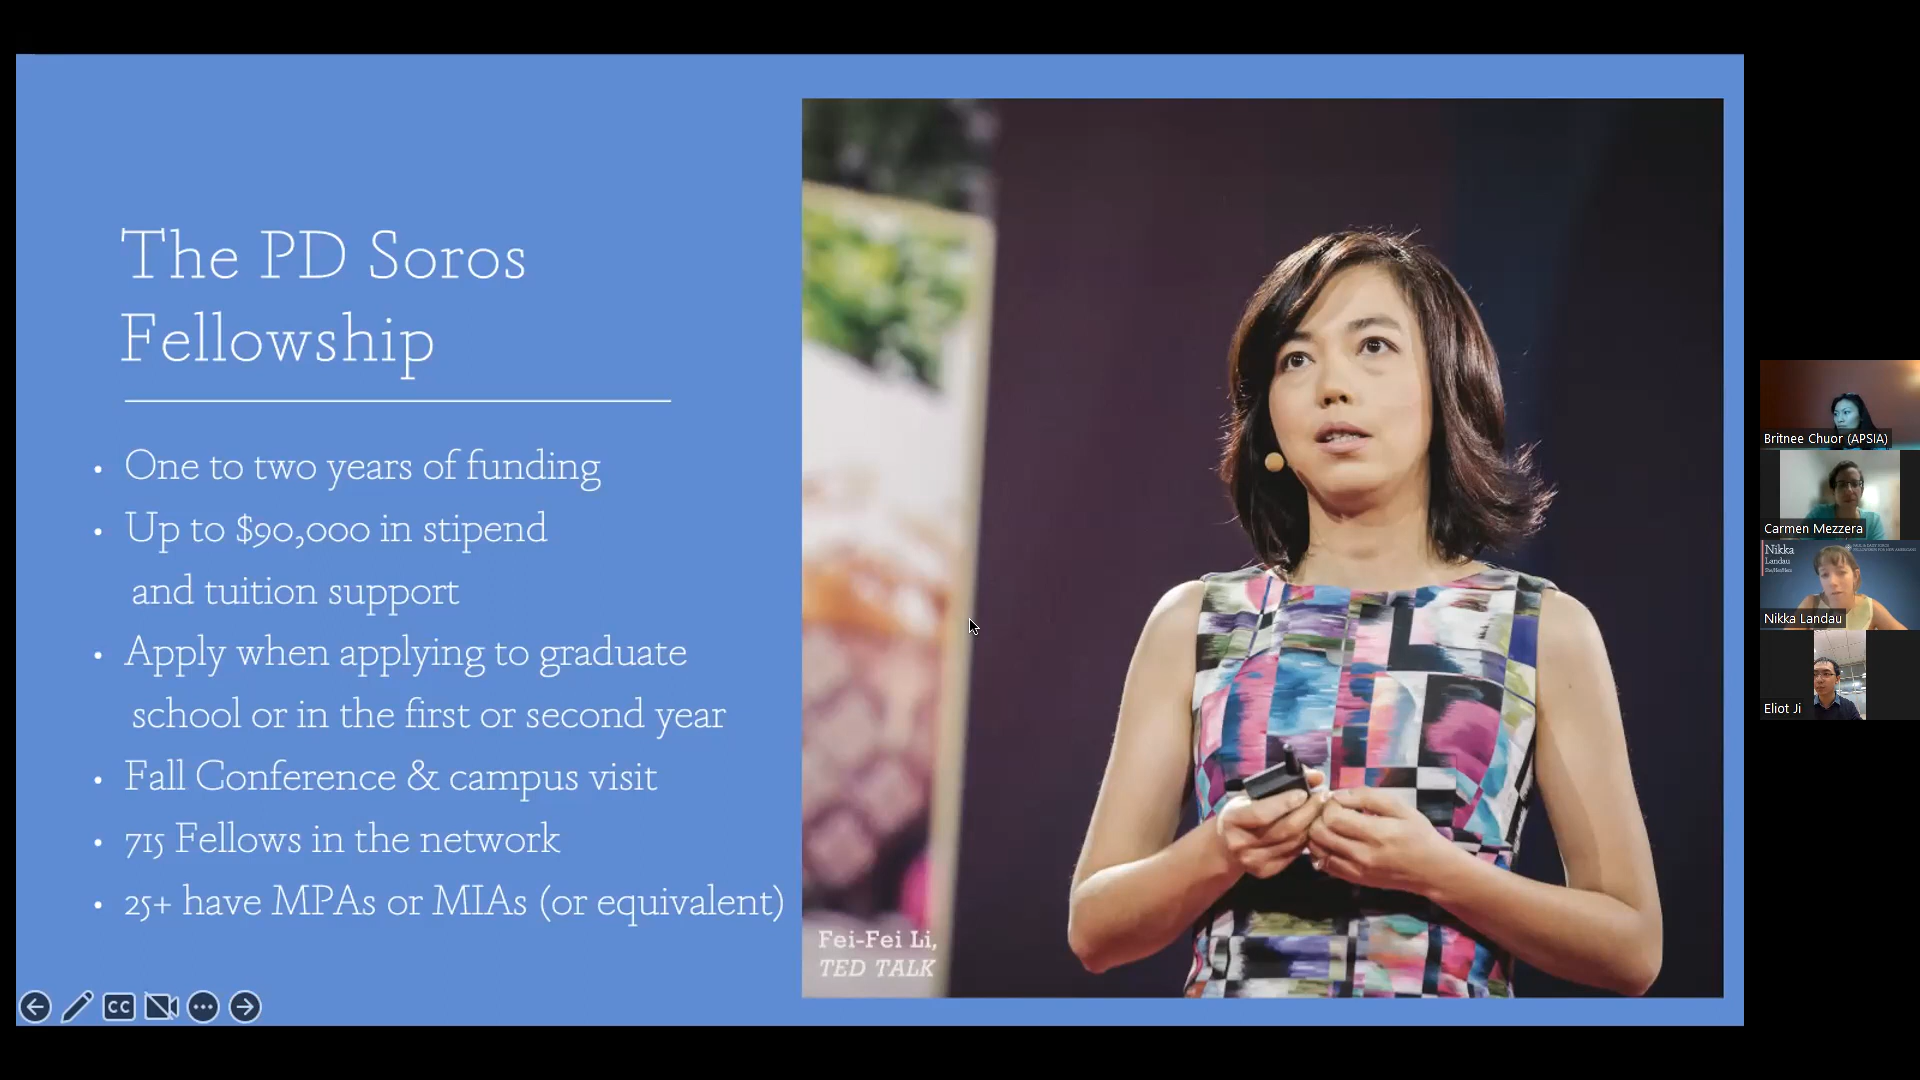 The PD Soros
Fellowship
• One to two years of funding
• Up to $90,000 in stipend
and tuition support
• Apply when applying to graduate
school or in the first or second year
• Fall Conference & campus visit
• 715 Fellows in the network
• 25+ have MPAs or MIAs (or equivalent)
Fei-Fei Li,
TED TALK
CC
Britnee Chuor (APSIA)
Carmen Mezzera
Nikka
Landau
Nikka Landau
Eliot Ji